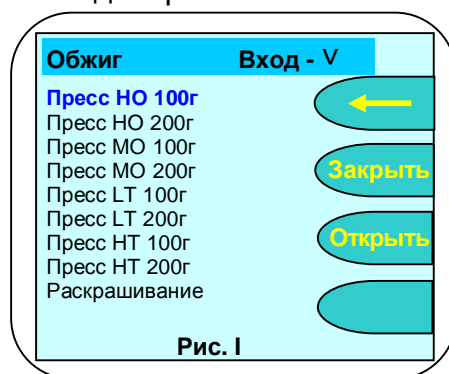 Обжиг Вход - V
Пресс НО 100г
Пресс НО 200г
Пресс МО 100г
Закрыть
Пресс МО 200г
Пресс LT 100г
Пресс LT 200г
Открыть
Пресс НТ 100г
Пресс НТ 200г
Раскрашивание
Рис. I